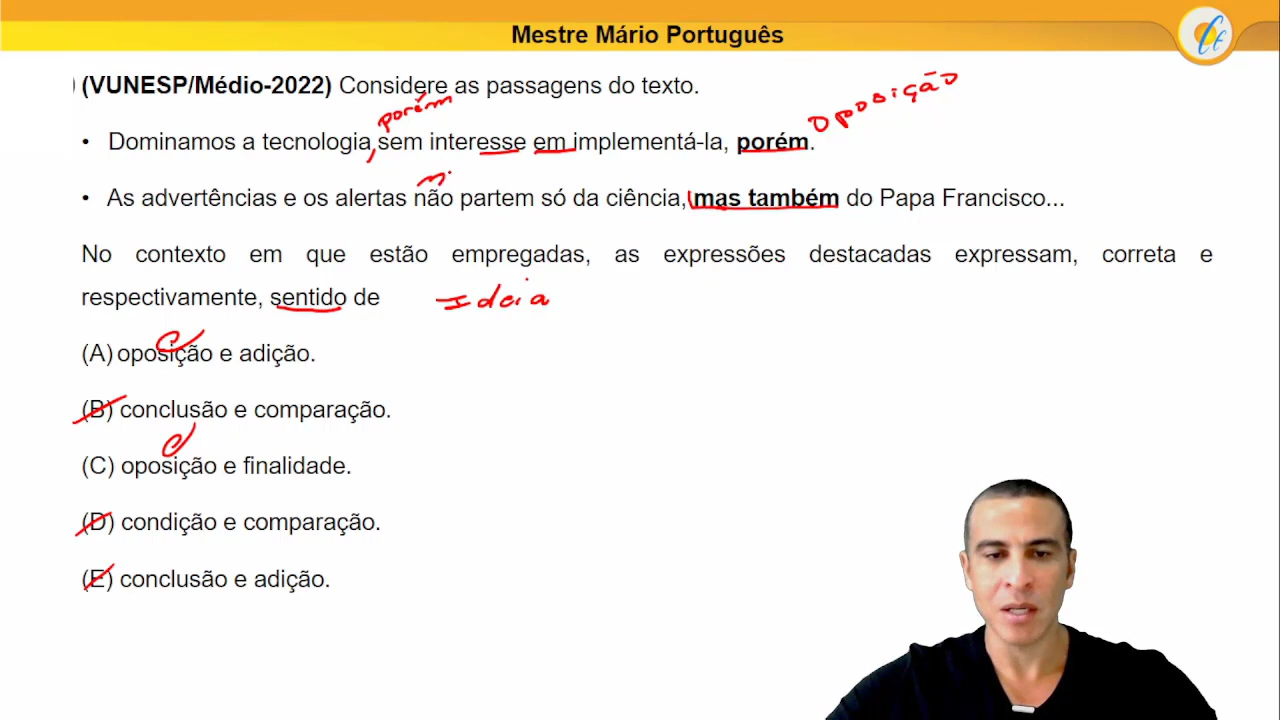 Mestre Mário Português
) (VUNESP/Médio-2022) Considere as passagens do texto.
porém
oposição
• Dominamos a tecnologia, sem interesse em implementá-la, porém.
• As advertências e os alertas não partem só da ciência, mas também do Papa Francisco...
No contexto em que estão empregadas, as expressões destacadas expressam, correta e
respectivamente, sentido de
Ideia
(A) oposição e adição.
(B) conclusão e comparação.
(C) oposição e finalidade.
(D) condição e comparação.
(E) conclusão e adição.